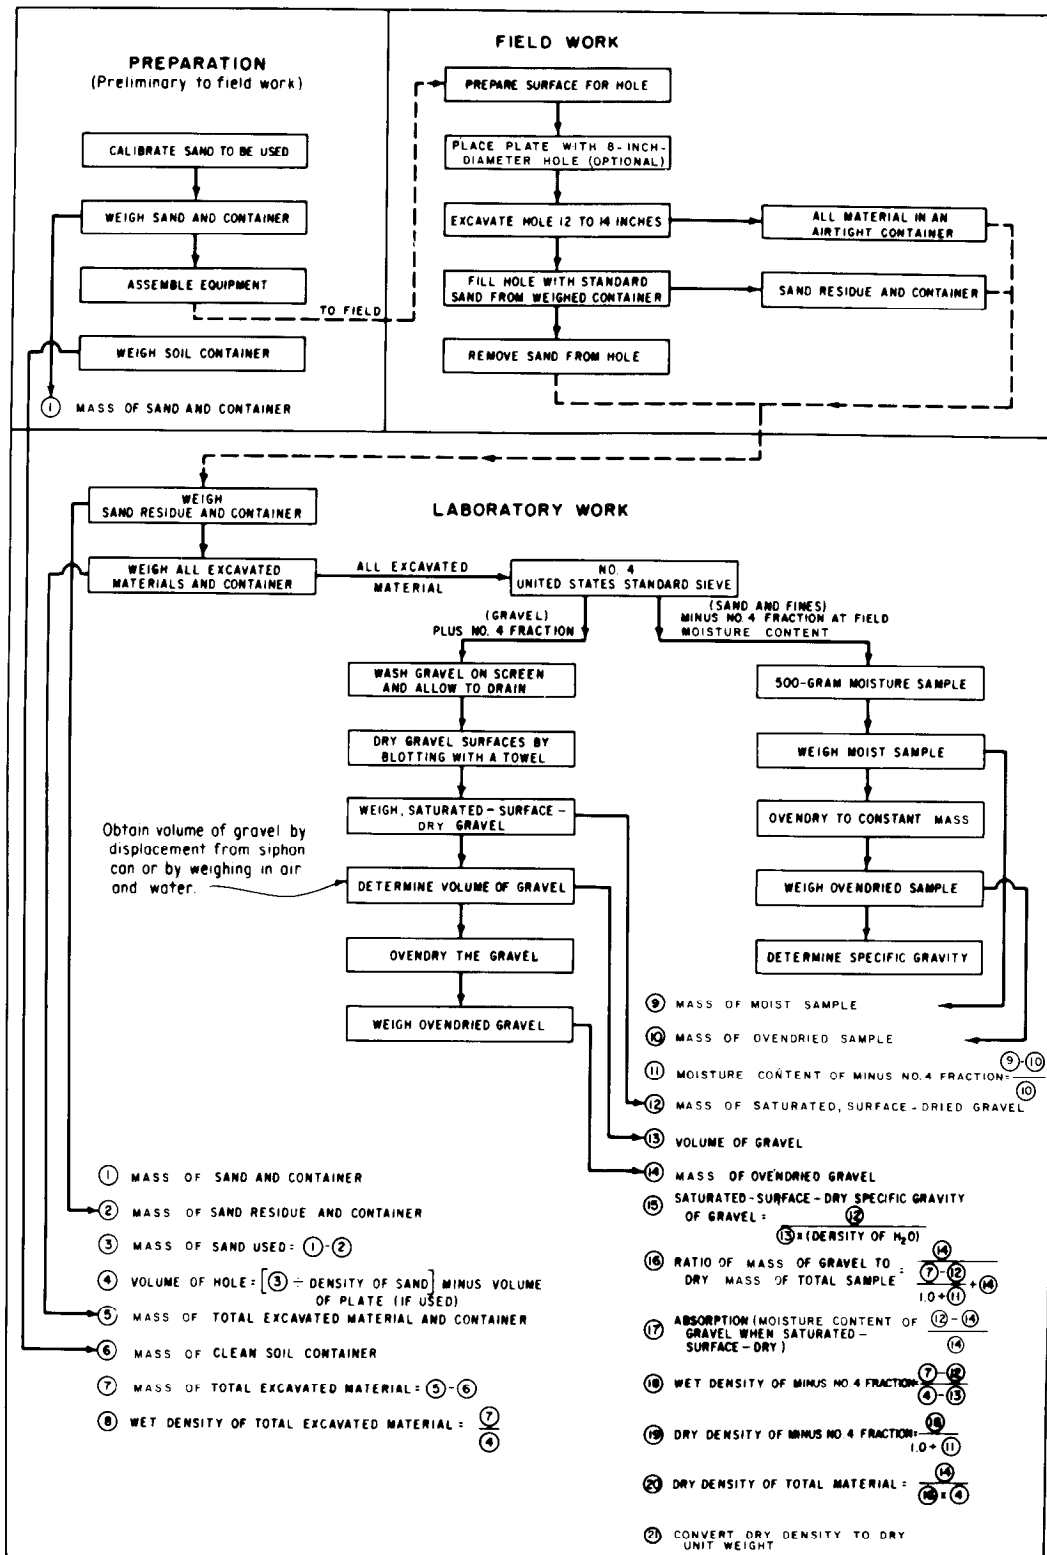 PREPARATION
(Preliminary to field work)
CALIBRATE SAND TO BE USED
WEIGH SAND AND CONTAINER
ASSEMBLE EQUIPMENT
TO FIELD
WEIGH SOIL CONTAINER
① MASS OF SAND AND CONTAINER
FIELD WORK
PREPARE SURFACE FOR HOLE
PLACE PLATE WITH 8-INCH-
DIAMETER HOLE (OPTIONAL)
EXCAVATE HOLE 12 TO 14 INCHES
ALL MATERIAL IN AN
AIRTIGHT CONTAINER
FILL HOLE WITH STANDARD
SAND FROM WEIGHED CONTAINER
SAND RESIDUE AND CONTAINER
REMOVE SAND FROM HOLE
LABORATORY WORK
WEIGH
SAND RESIDUE AND CONTAINER
WEIGH ALL EXCAVATED
MATERIALS AND CONTAINER
ALL EXCAVATED
MATERIAL
NO. 4
UNITED STATES STANDARD SIEVE
(GRAVEL)
PLUS NO. 4 FRACTION
(SAND AND FINES)
MINUS NO. 4 FRACTION AT FIELD
MOISTURE CONTENT
WASH GRAVEL ON SCREEN
AND ALLOW TO DRAIN
DRY GRAVEL SURFACES BY
BLOTTING WITH A TOWEL
WEIGH, SATURATED-SURFACE-
DRY GRAVEL
Obtain volume of gravel by
displacement from siphon
can or by weighing in air
and water.
DETERMINE VOLUME OF GRAVEL
OVENDRY THE GRAVEL
WEIGH OVENDRIED GRAVEL
500-GRAM MOISTURE SAMPLE
WEIGH MOIST SAMPLE
OVENDRY TO CONSTANT MASS
WEIGH OVENDRIED SAMPLE
DETERMINE SPECIFIC GRAVITY
① MASS OF SAND AND CONTAINER
② MASS OF SAND RESIDUE AND CONTAINER
③ MASS OF SAND USED = ①-②
④ VOLUME OF HOLE = [③ ÷ DENSITY OF SAND] MINUS VOLUME
OF PLATE (IF USED)
⑤ MASS OF TOTAL EXCAVATED MATERIAL AND CONTAINER
⑥ MASS OF CLEAN SOIL CONTAINER
⑦ MASS OF TOTAL EXCAVATED MATERIAL = ⑤-⑥
⑧ WET DENSITY OF TOTAL EXCAVATED MATERIAL = ⑦
④
⑨ MASS OF MOIST SAMPLE
⑩ MASS OF OVENDRIED SAMPLE
⑪ MOISTURE CONTENT OF MINUS NO. 4 FRACTION = ⑨-⑩
⑩
⑫ MASS OF SATURATED, SURFACE-DRIED GRAVEL
⑬ VOLUME OF GRAVEL
⑭ MASS OF OVENDRIED GRAVEL
⑮ SATURATED-SURFACE-DRY SPECIFIC GRAVITY
OF GRAVEL = ⑫
⑬ x (DENSITY OF H₂O)
⑯ RATIO OF MASS OF GRAVEL TO
DRY MASS OF TOTAL SAMPLE = ⑭
⑦-⑫
1.0 + ⑪ + ⑭
⑰ ABSORPTION (MOISTURE CONTENT OF
GRAVEL WHEN SATURATED-
SURFACE-DRY) ⑫-⑭
⑭
⑱ WET DENSITY OF MINUS NO. 4 FRACTION = ⑦-⑫
④-⑬
⑲ DRY DENSITY OF MINUS NO. 4 FRACTION = ⑱
1.0 + ⑪
⑳ DRY DENSITY OF TOTAL MATERIAL = ⑭
⑯ x ④
㉑ CONVERT DRY DENSITY TO DRY
UNIT WEIGHT